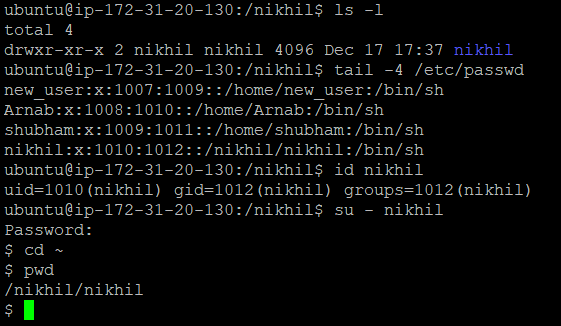 ubuntu@ip-172-31-20-130:/nikhil$ ls -l
total 4
drwxr-xr-x 2 nikhil nikhil 4096 Dec 17 17:37 nikhil
ubuntu@ip-172-31-20-130:/nikhil$ tail -4 /etc/passwd
new_user:x:1007:1009::/home/new_user:/bin/sh
Arnab:x:1008:1010::/home/Arnab:/bin/sh
shubham:x:1009:1011::/home/shubham:/bin/sh
nikhil:x:1010:1012::/nikhil/nikhil:/bin/sh
ubuntu@ip-172-31-20-130:/nikhil$ id nikhil
uid=1010(nikhil) gid=1012(nikhil) groups=1012(nikhil)
ubuntu@ip-172-31-20-130:/nikhil$ su - nikhil
Password:
$ cd ~
$ pwd
/nikhil/nikhil
$